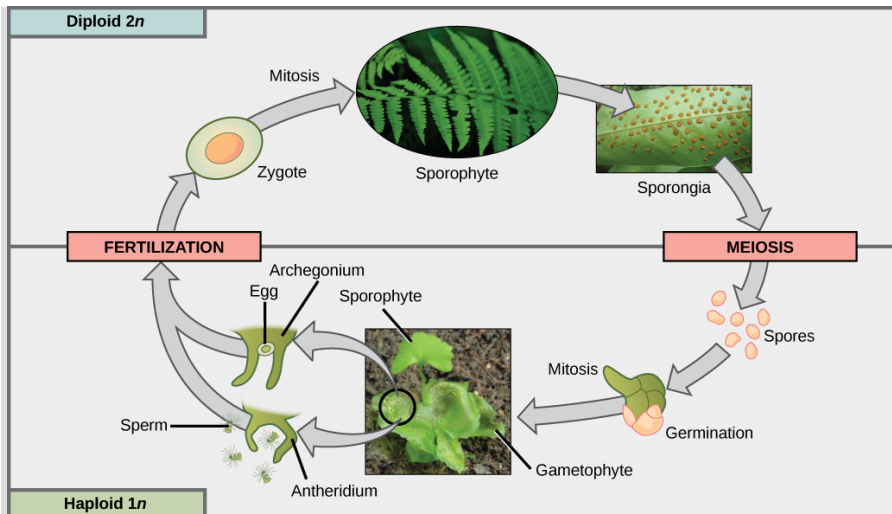 Diploid 2n
Mitosis
Zygote
Sporophyte
Sporongia
FERTILIZATION
MEIOSIS
Archegonium
Egg
Sporophyte
Spores
Mitosis
Germination
Sperm
Gametophyte
Antheridium
Haploid 1n